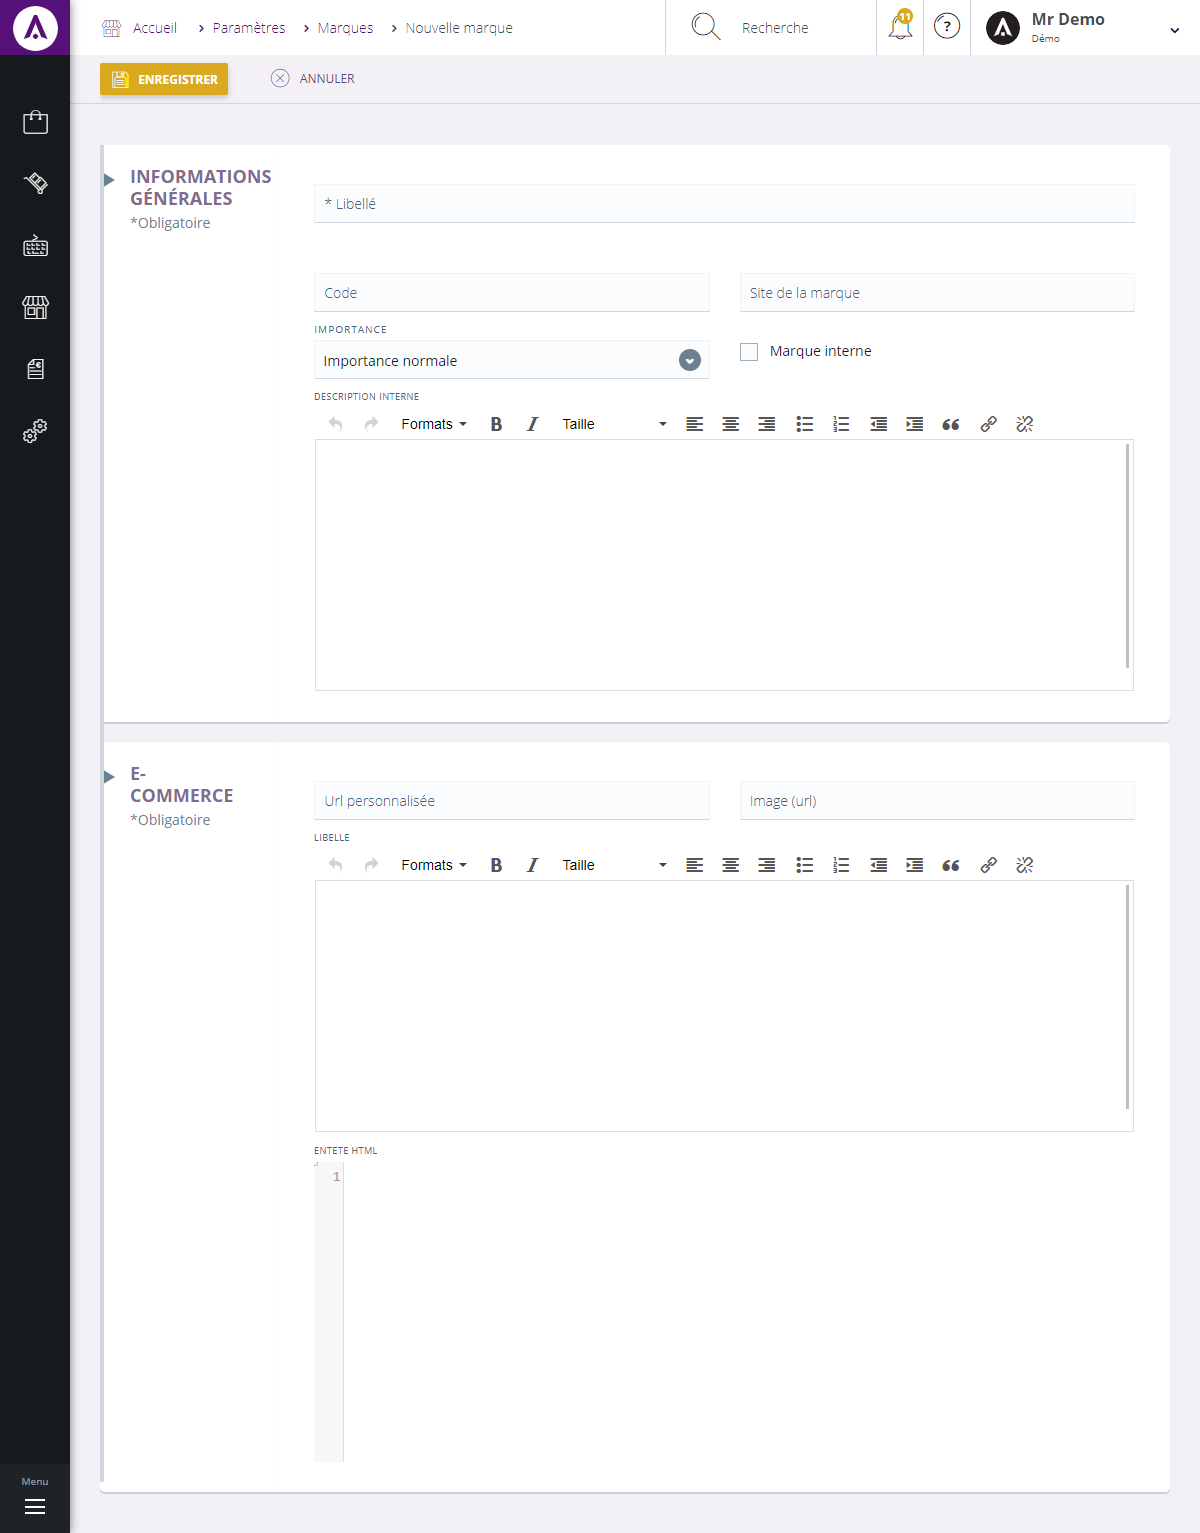 Accueil > Paramètres > Marques > Nouvelle marque
Recherche
11
?
Mr Demo
Démo
ENREGISTRER
ANNULER
INFORMATIONS
GÉNÉRALES
*Obligatoire
* Libellé
Code
Site de la marque
IMPORTANCE
Importance normale
Marque interne
DESCRIPTION INTERNE
Formats B I Taille
E-
COMMERCE
*Obligatoire
Url personnalisée
Image (url)
LIBELLE
Formats B I Taille
ENTETE HTML
1
Menu